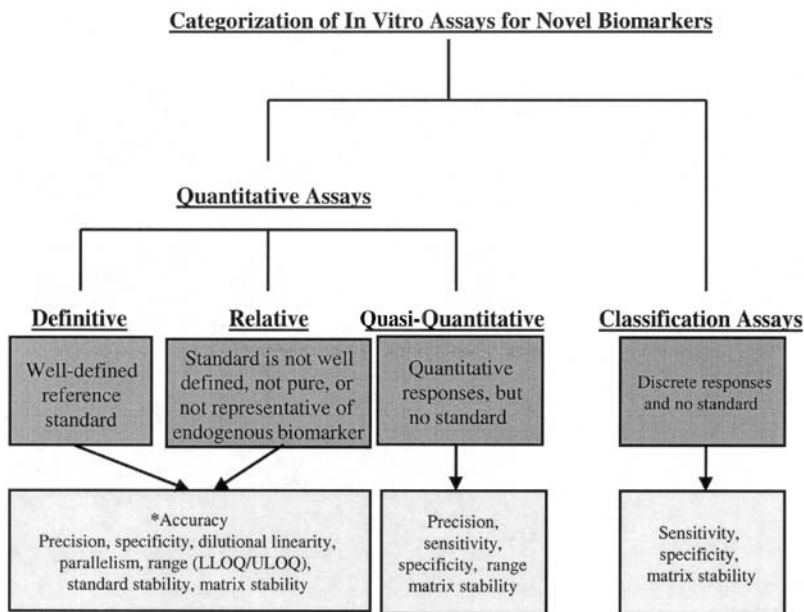 Categorization of In Vitro Assays for Novel Biomarkers
Quantitative Assays
Definitive
Relative
Quasi-Quantitative
Classification Assays
Well-defined
reference
standard
Standard is not well
defined, not pure, or
not representative of
endogenous biomarker
Quantitative
responses, but
no standard
Discrete responses
and no standard
*Accuracy
Precision, specificity, dilutional linearity,
parallelism, range (LLOQ/ULOQ),
standard stability, matrix stability
Precision,
sensitivity,
specificity, range
matrix stability
Sensitivity,
specificity,
matrix stability